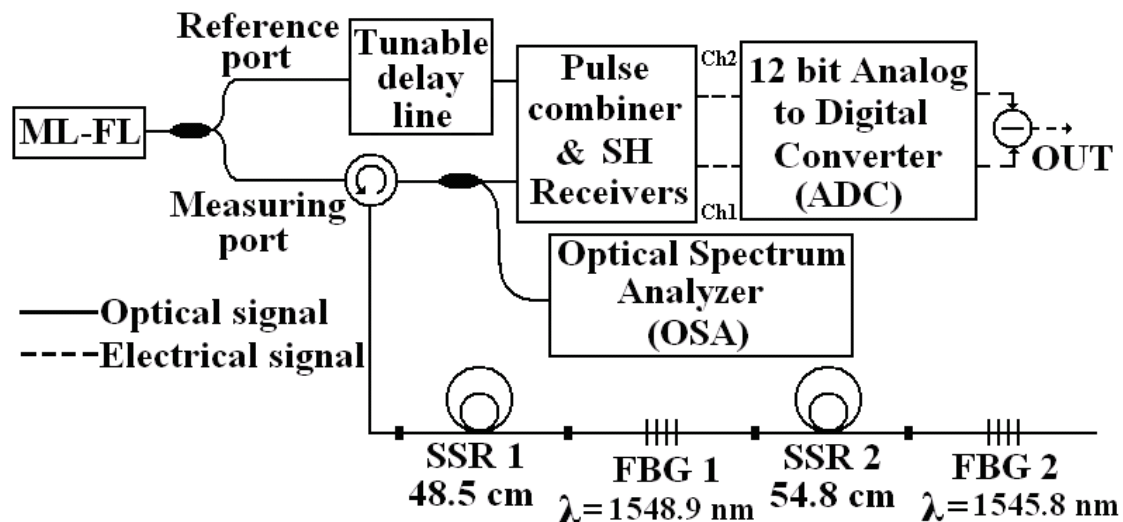 Reference
port
Tunable
delay
line
ML-FL
Measuring
port
Pulse
combiner
& SH
Receivers
Ch2
Ch1
12 bit Analog
to Digital
Converter
(ADC)
OUT
Optical Spectrum
Analyzer
(OSA)
Optical signal
Electrical signal
SSR 1
48.5 cm
FBG 1
λ=1548.9 nm
SSR 2
54.8 cm
FBG 2
λ=1545.8 nm